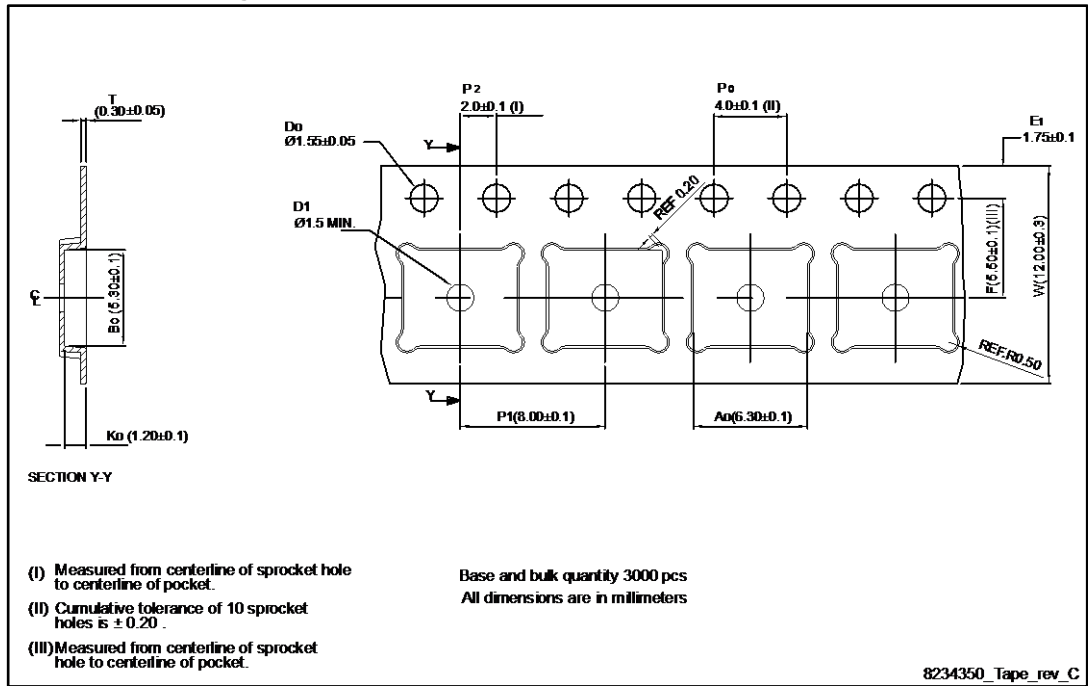 T
(0.30±0.05)
P2
2.0±0.1 (I)
Po
4.0±0.1 (II)
E1
1.75±0.1
Do
Ø1.55±0.05
Y
REF 0.20
D1
Ø1.5 MIN.
F(5.50±0.1)(III)
W(12.00±0.3)
Bo (5.30±0.1)
REF.R0.50
Y
P1(8.00±0.1)
Ao(6.30±0.1)
Ko (1.20±0.1)
SECTION Y-Y
(I) Measured from centerline of sprocket hole
to centerline of pocket.
(II) Cumulative tolerance of 10 sprocket
holes is ± 0.20 .
(III) Measured from centerline of sprocket
hole to centerline of pocket.
Base and bulk quantity 3000 pcs
All dimensions are in millimeters
8234350_Tape_rev_C